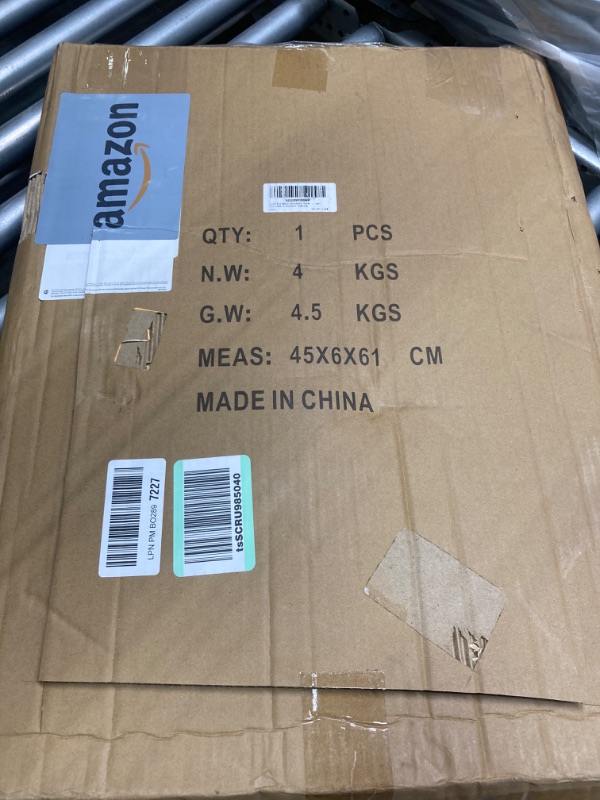 amazon
QTY: 1 PCS
N.W: 4 KGS
G.W: 4.5 KGS
MEAS: 45X6X61 CM
MADE IN CHINA
LPN PM BO289 7227
tsSCRU985040